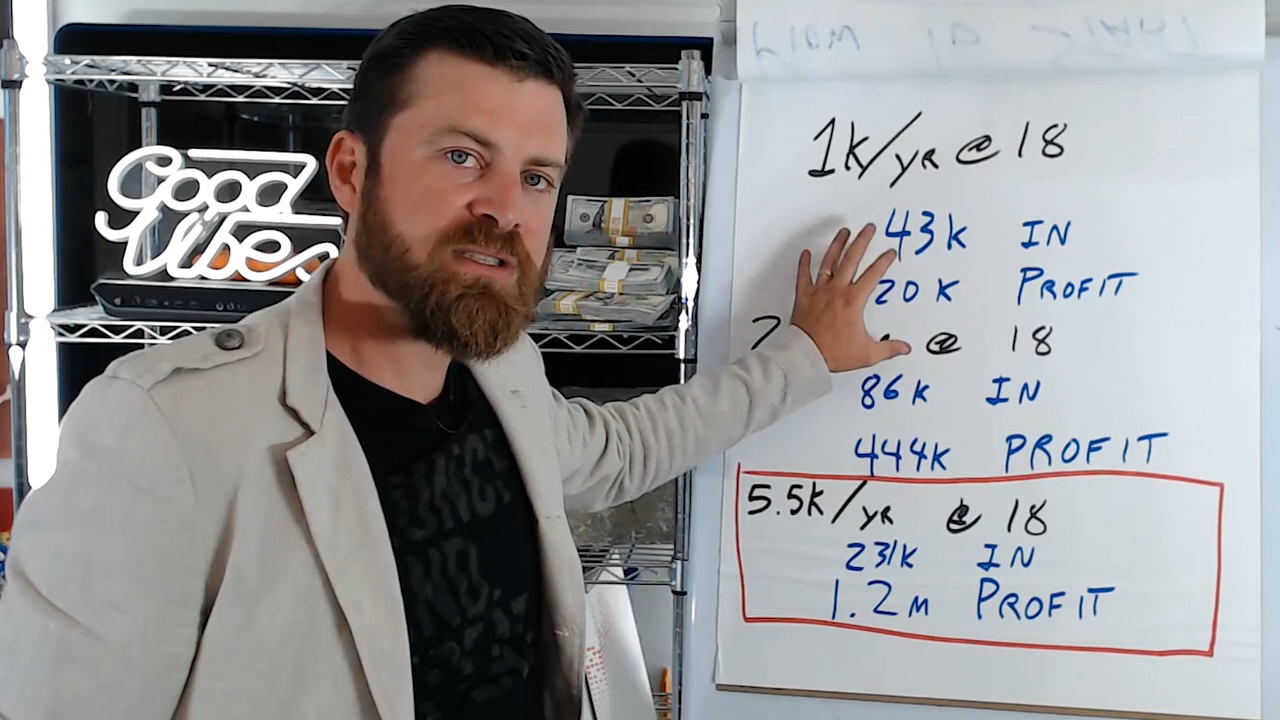 Good
Vibes
1K/YR @ 18
43K IN
20K PROFIT
@ 18
86K IN
444K PROFIT
5.5K/YR @ 18
231K IN
1.2M PROFIT